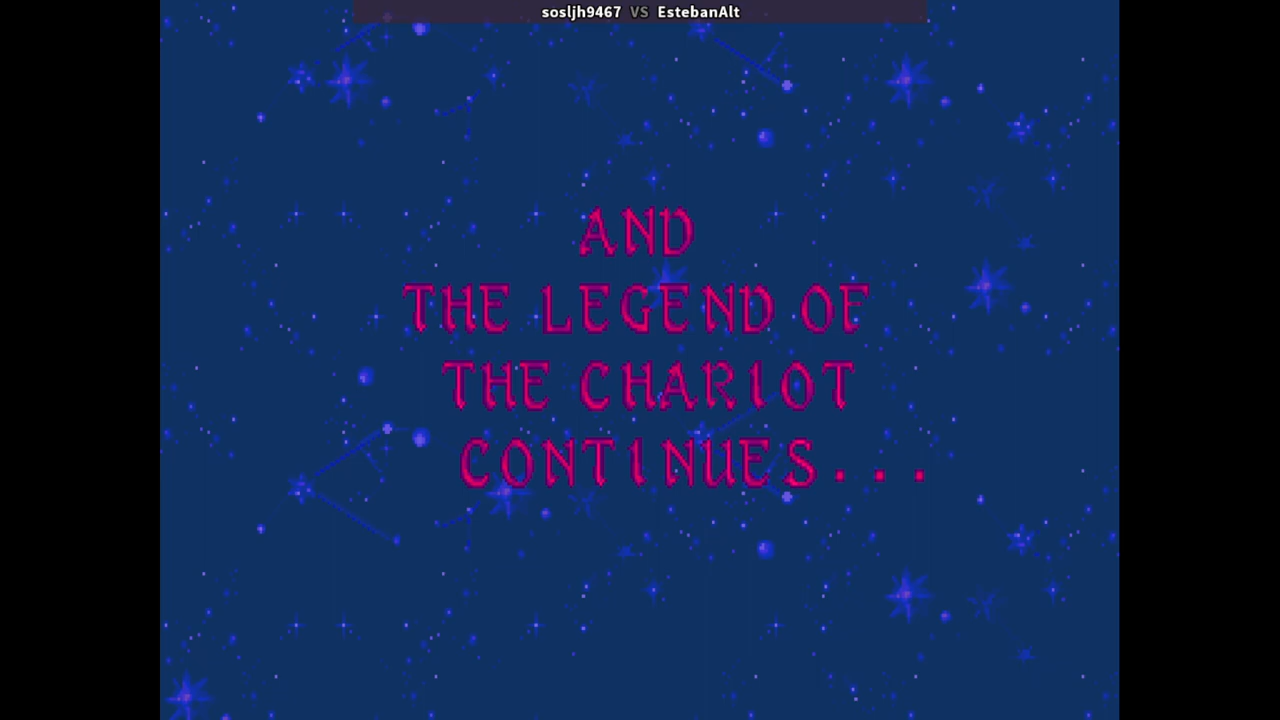 sosljh9467 VS EstebanAlt
AND
THE LEGEND OF
THE CHARIOT
CONTINUES...